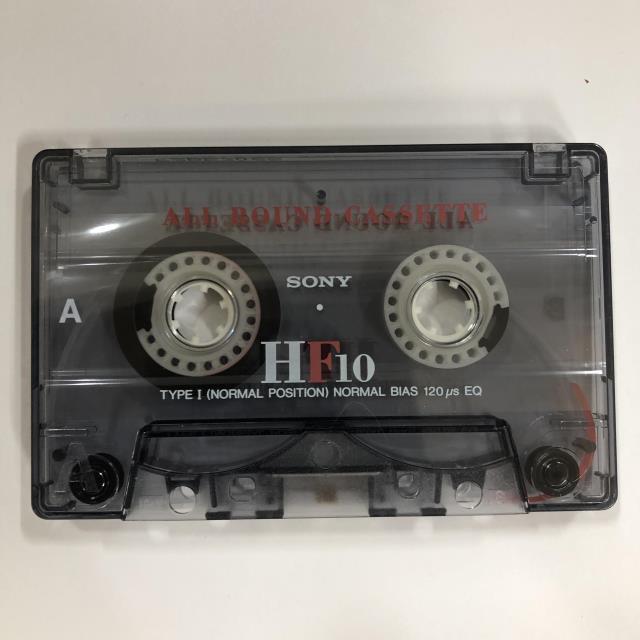 ALL ROUND CASSETTE
SONY
A
HF10
TYPE I (NORMAL POSITION) NORMAL BIAS 120 µs EQ